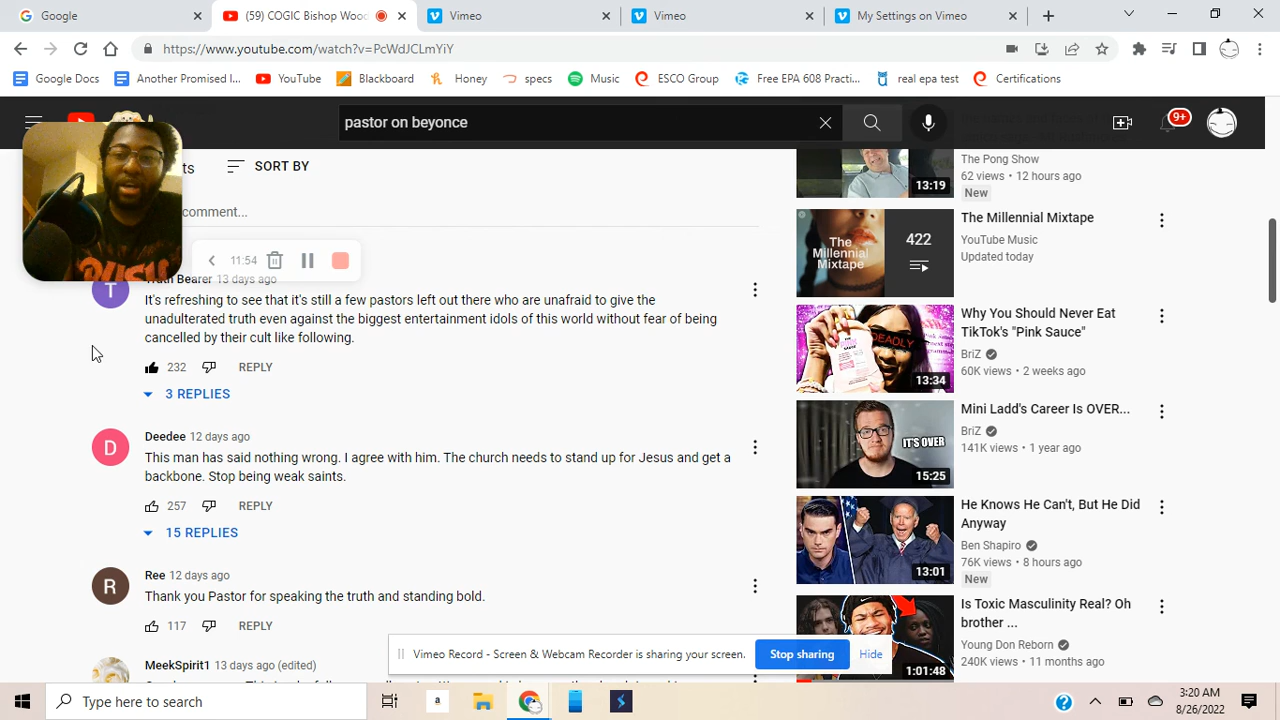 Google
(59) COGIC Bishop Wood
Vimeo
Vimeo
My Settings on Vimeo
https://www.youtube.com/watch?v=PcWdJCLmYiY
Google Docs
Another Promised l...
YouTube
Blackboard
Honey
specs
Music
ESCO Group
Free EPA 608 Practi...
real epa test
Certifications
pastor on beyonce
9+
ts
SORT BY
comment...
11:54
Truth Bearer 13 days ago
T
It's refreshing to see that it's still a few pastors left out there who are unafraid to give the
unadulterated truth even against the biggest entertainment idols of this world without fear of being
cancelled by their cult like following.
232
REPLY
3 REPLIES
D
Deedee 12 days ago
This man has said nothing wrong. I agree with him. The church needs to stand up for Jesus and get a
backbone. Stop being weak saints.
257
REPLY
15 REPLIES
R
Ree 12 days ago
Thank you Pastor for speaking the truth and standing bold.
117
REPLY
MeekSpirit1 13 days ago (edited)
The Pong Show
62 views • 12 hours ago
New
13:19
The Millennial Mixtape
422
The Millennial Mixtape
YouTube Music
Updated today
DEADLY
13:34
Why You Should Never Eat
TikTok's "Pink Sauce"
BriZ
60K views • 2 weeks ago
IT'S OVER
15:25
Mini Ladd's Career Is OVER...
BriZ
141K views • 1 year ago
13:01
He Knows He Can't, But He Did
Anyway
Ben Shapiro
76K views • 8 hours ago
New
1:01:48
Is Toxic Masculinity Real? Oh
brother ...
Young Don Reborn
240K views • 11 months ago
Vimeo Record - Screen & Webcam Recorder is sharing your screen.
Stop sharing
Hide
Type here to search
a
3:20 AM
8/26/2022